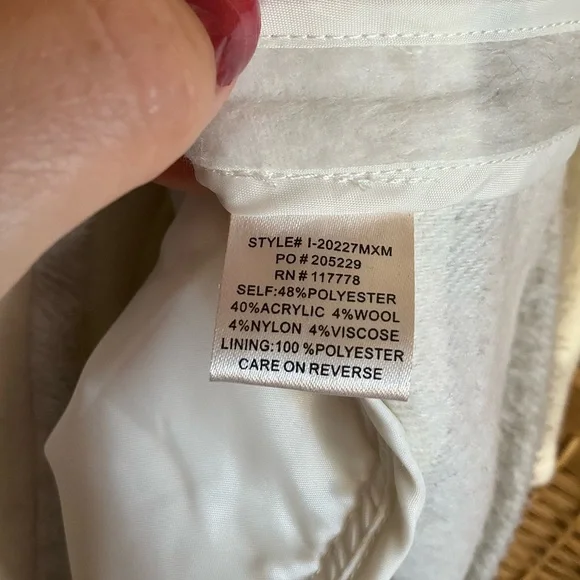 STYLE# I-20227MXM
PO # 205229
RN # 117778
SELF:48%POLYESTER
40%ACRYLIC 4%WOOL
4%NYLON 4%VISCOSE
LINING:100%POLYESTER
CARE ON REVERSE